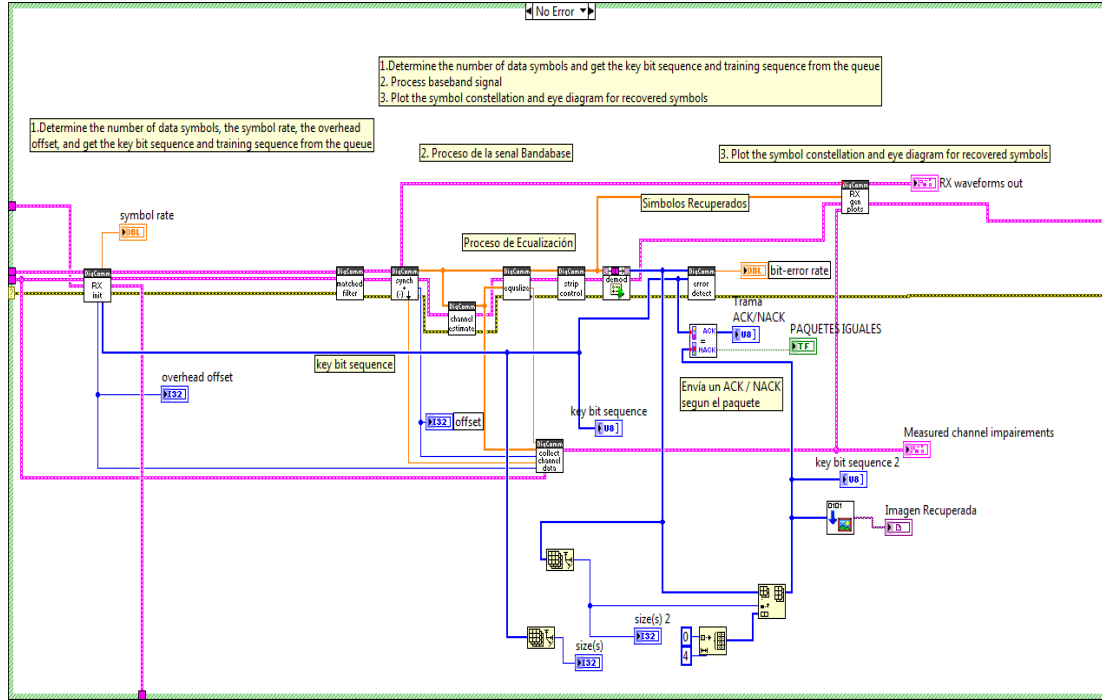 No Error
1.Determine the number of data symbols and get the key bit sequence and training sequence from the queue
2. Process baseband signal
3. Plot the symbol constellation and eye diagram for recovered symbols
1.Determine the number of data symbols, the symbol rate, the overhead
offset, and get the key bit sequence and training sequence from the queue
2. Proceso de la senal Bandabase
3. Plot the symbol constellation and eye diagram for recovered symbols
DigComm
RX
gen
plots
RX waveforms out
Simbolos Recuperados
symbol rate
DBL
Proceso de Ecualización
DigComm
RX
init
DigComm
matched
filter
DigComm
synch
+
(-)
DigComm
channel
estimate
DigComm
equalize
DigComm
strip
control
demod
DigComm
error
detect
DBL
bit-error rate
Trama
ACK/NACK
U8
ACK
=
NACK
PAQUETES IGUALES
TF
key bit sequence
overhead offset
I32
Envía un ACK / NACK
segun el paquete
I32
offset
key bit sequence
U8
DigComm
collect
channel
data
Measured channel impairements
key bit sequence 2
U8
0101
Imagen Recuperada
size(s) 2
I32
0
4
size(s)
I32